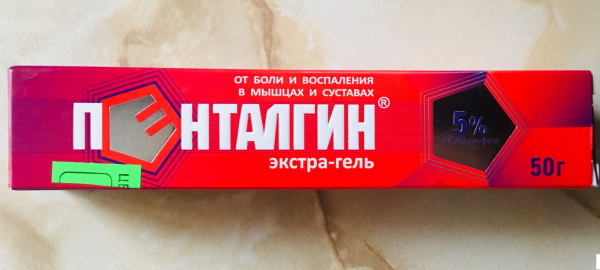 ОТ БОЛИ И ВОСПАЛЕНИЯ
В МЫШЦАХ И СУСТАВАХ
ПЕНТАЛГИН®
экстра-гель
5%
50г